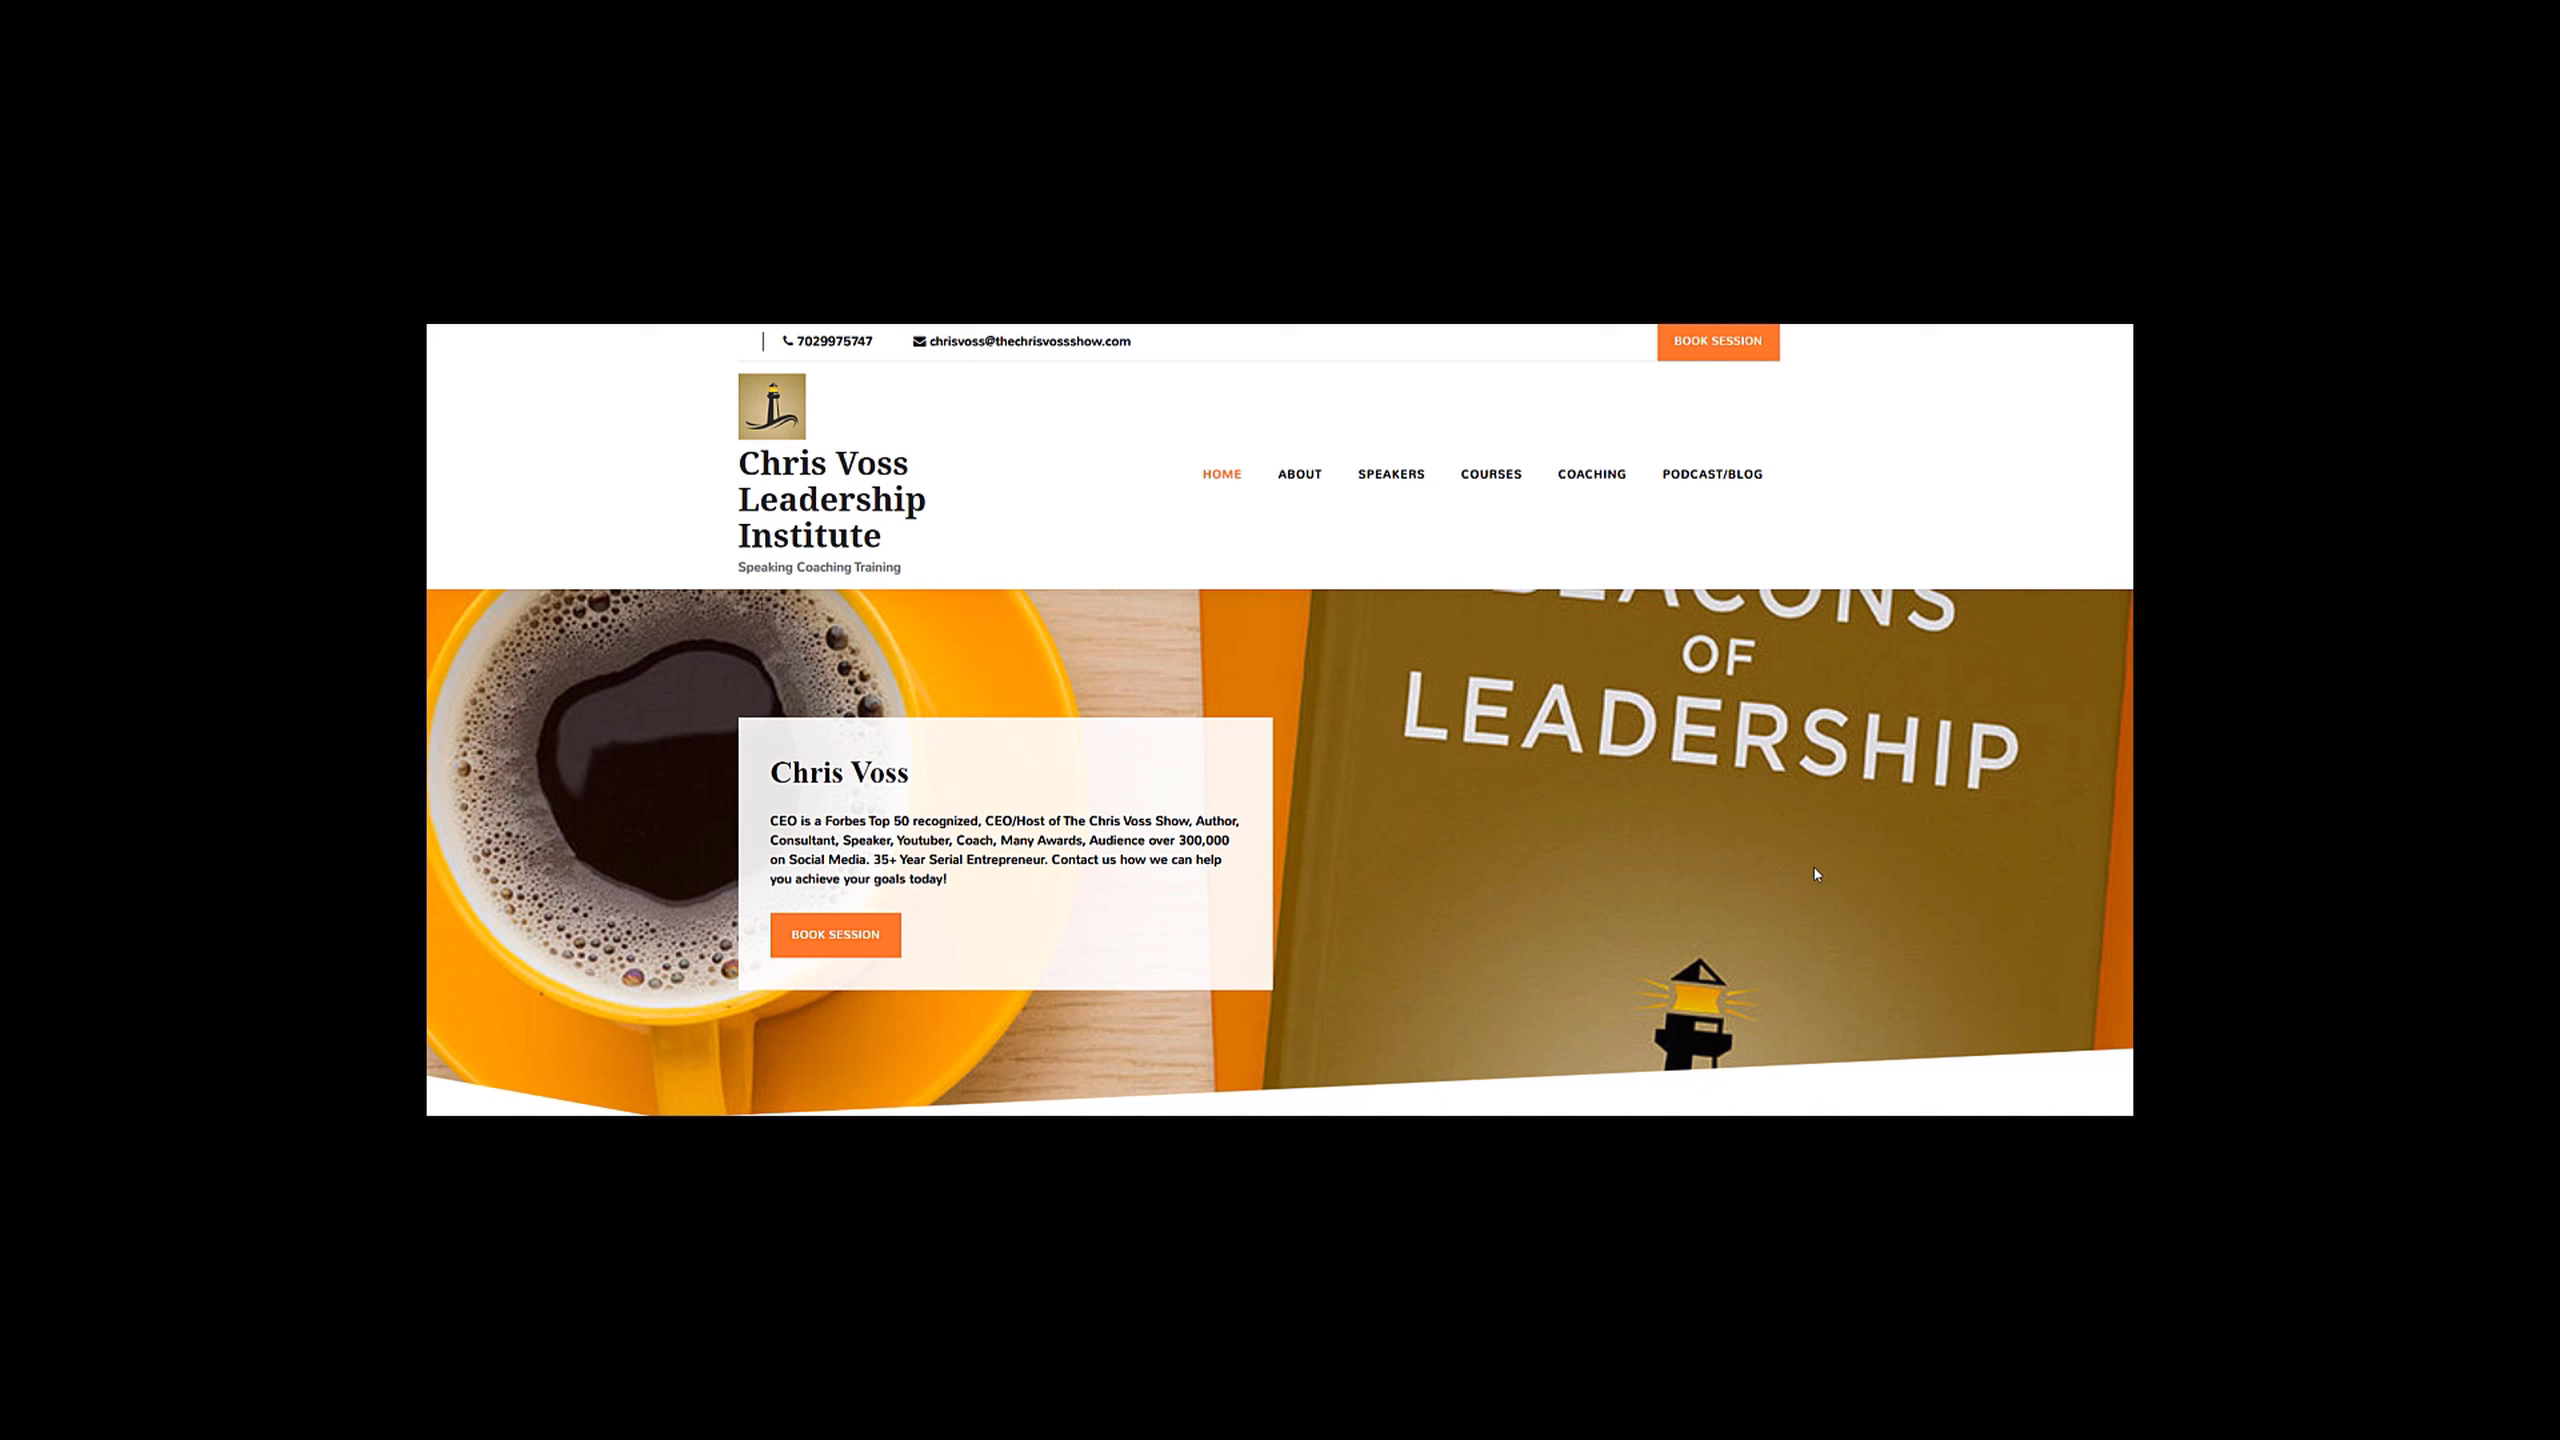 7029975747
chrisvoss@thechrisvossshow.com
BOOK SESSION
Chris Voss
Leadership
Institute
Speaking Coaching Training
HOME
ABOUT
SPEAKERS
COURSES
COACHING
PODCAST/BLOG
BEACONS
OF
LEADERSHIP
Chris Voss
CEO is a Forbes Top 50 recognized, CEO/Host of The Chris Voss Show, Author,
Consultant, Speaker, Youtuber, Coach, Many Awards, Audience over 300,000
on Social Media. 35+ Year Serial Entrepreneur. Contact us how we can help
you achieve your goals today!
BOOK SESSION